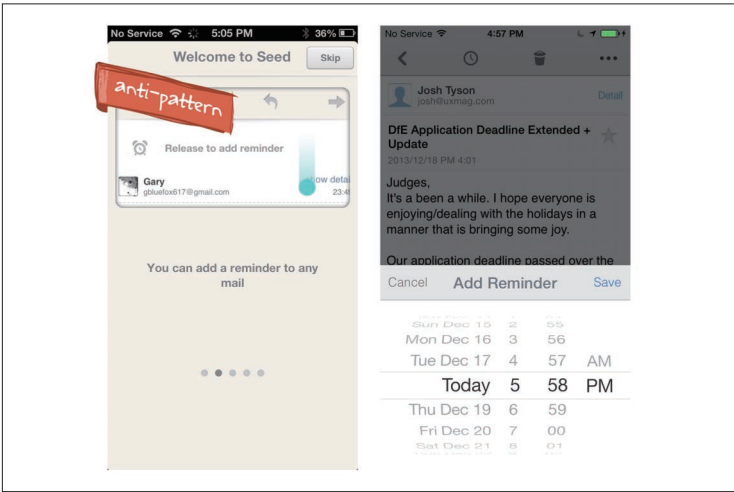 No Service 5:05 PM 36%
Welcome to Seed Skip
anti-pattern
Release to add reminder
Gary show detai
gbluefox617@gmail.com 23:49
You can add a reminder to any
mail
No Service 4:57 PM
Josh Tyson
josh@uxmag.com Detail
DfE Application Deadline Extended +
Update
2013/12/18 PM 4:01
Judges,
It's a been a while. I hope everyone is
enjoying/dealing with the holidays in a
manner that is bringing some joy.
Our application deadline passed over the
Cancel Add Reminder Save
Sun Dec 15 2 55
Mon Dec 16 3 56
Tue Dec 17 4 57 AM
Today 5 58 PM
Thu Dec 19 6 59
Fri Dec 20 7 00
Sat Dec 21 8 01